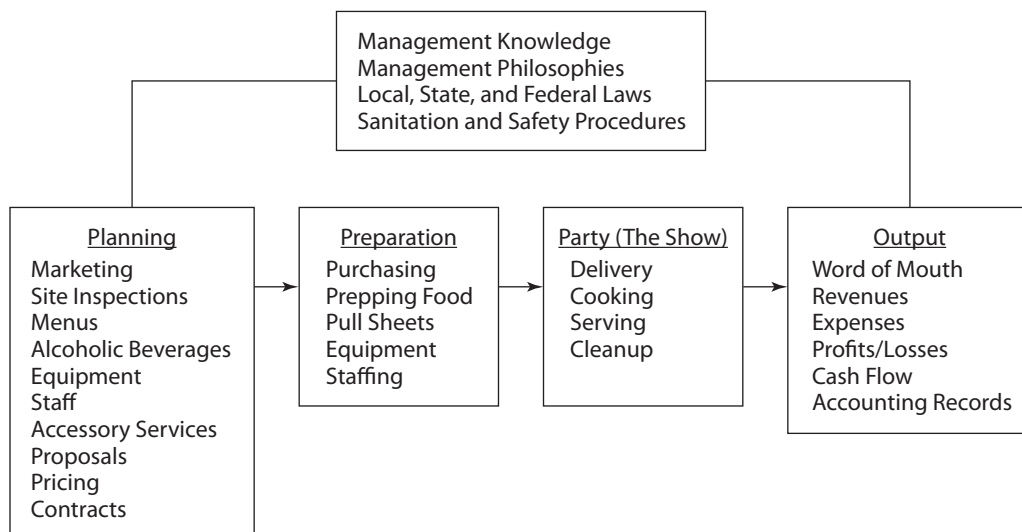 Management Knowledge
Management Philosophies
Local, State, and Federal Laws
Sanitation and Safety Procedures
Planning
Marketing
Site Inspections
Menus
Alcoholic Beverages
Equipment
Staff
Accessory Services
Proposals
Pricing
Contracts
Preparation
Purchasing
Prepping Food
Pull Sheets
Equipment
Staffing
Party (The Show)
Delivery
Cooking
Serving
Cleanup
Output
Word of Mouth
Revenues
Expenses
Profits/Losses
Cash Flow
Accounting Records